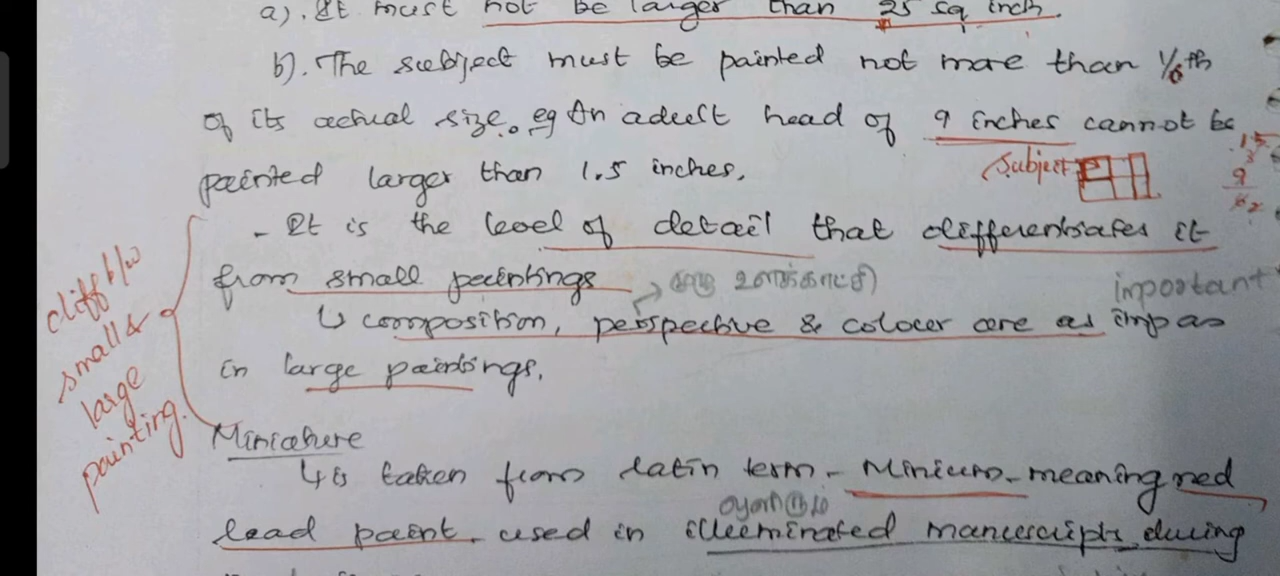 a). It must not be larger than 25 sq inch.
b). The subject must be painted not more than 1/6th
of its actual size. eg An adult head of 9 inches cannot be
painted larger than 1.5 inches.
Subject
9
- It is the level of detail that differentiates it
from small paintings
important
composition, perspective & colour are as imp as
in large paintings.
diff b/w
small &
large
painting.
Miniature
is taken from latin term - Minium - meaning red
lead paint used in illuminated manuscripts during